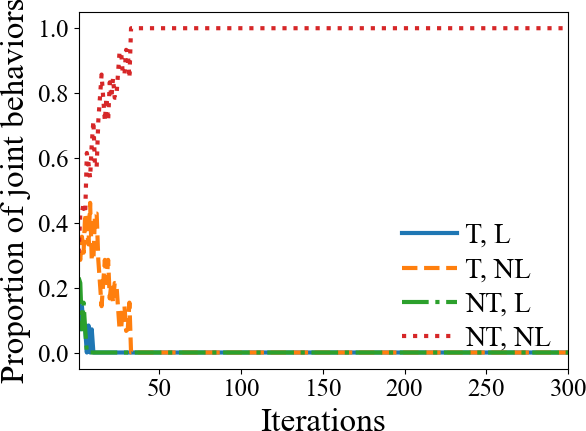 Proportion of joint behaviors
1.0
0.8
0.6
0.4
0.2
0.0
T, L
T, NL
NT, L
NT, NL
50
100
150
200
250
300
Iterations